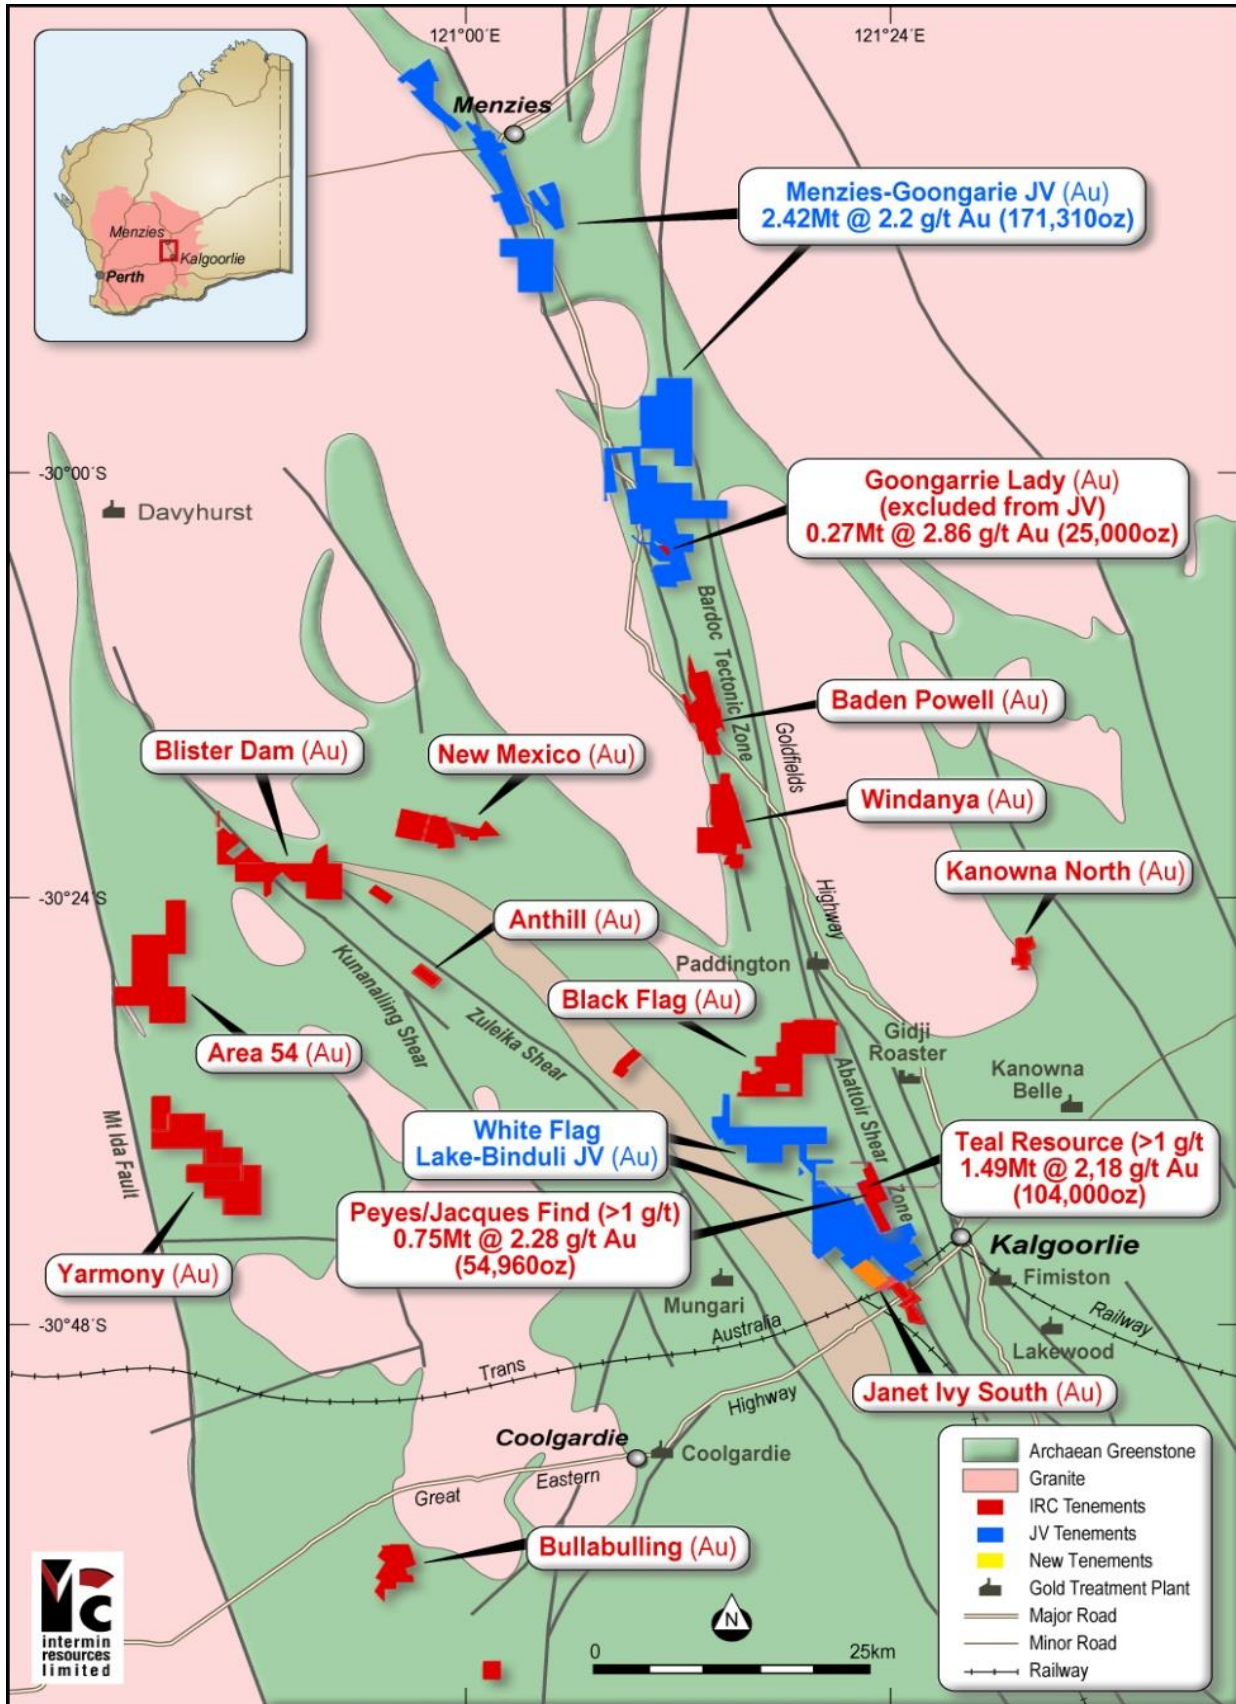 121°00´E
121°24´E
Menzies
Menzies-Goongarie JV (Au)
2.42Mt @ 2.2 g/t Au (171,310oz)
Menzies
Kalgoorlie
Perth
-30°00´S
Davyhurst
Goongarrie Lady (Au)
(excluded from JV)
0.27Mt @ 2.86 g/t Au (25,000oz)
Bardoc Tectonic Zone
Baden Powell (Au)
Goldfields
Highway
Blister Dam (Au)
New Mexico (Au)
Windanya (Au)
Kanowna North (Au)
-30°24´S
Anthill (Au)
Kunanalling Shear
Zuleika Shear
Paddington
Black Flag (Au)
Area 54 (Au)
Abattoir Shear
Zone
Gidji
Roaster
Kanowna
Belle
Mt Ida Fault
White Flag
Lake-Binduli JV (Au)
Teal Resource (>1 g/t
1.49Mt @ 2,18 g/t Au
(104,000oz)
Peyes/Jacques Find (>1 g/t)
0.75Mt @ 2.28 g/t Au
(54,960oz)
Kalgoorlie
Yarmony (Au)
Mungari
Fimiston
-30°48´S
Trans
Australia
Railway
Lakewood
Janet Ivy South (Au)
Highway
Coolgardie
Coolgardie
Great
Eastern
Bullabulling (Au)
Archaean Greenstone
Granite
IRC Tenements
JV Tenements
New Tenements
Gold Treatment Plant
Major Road
Minor Road
Railway
N
0
25km
intermin
resources
limited